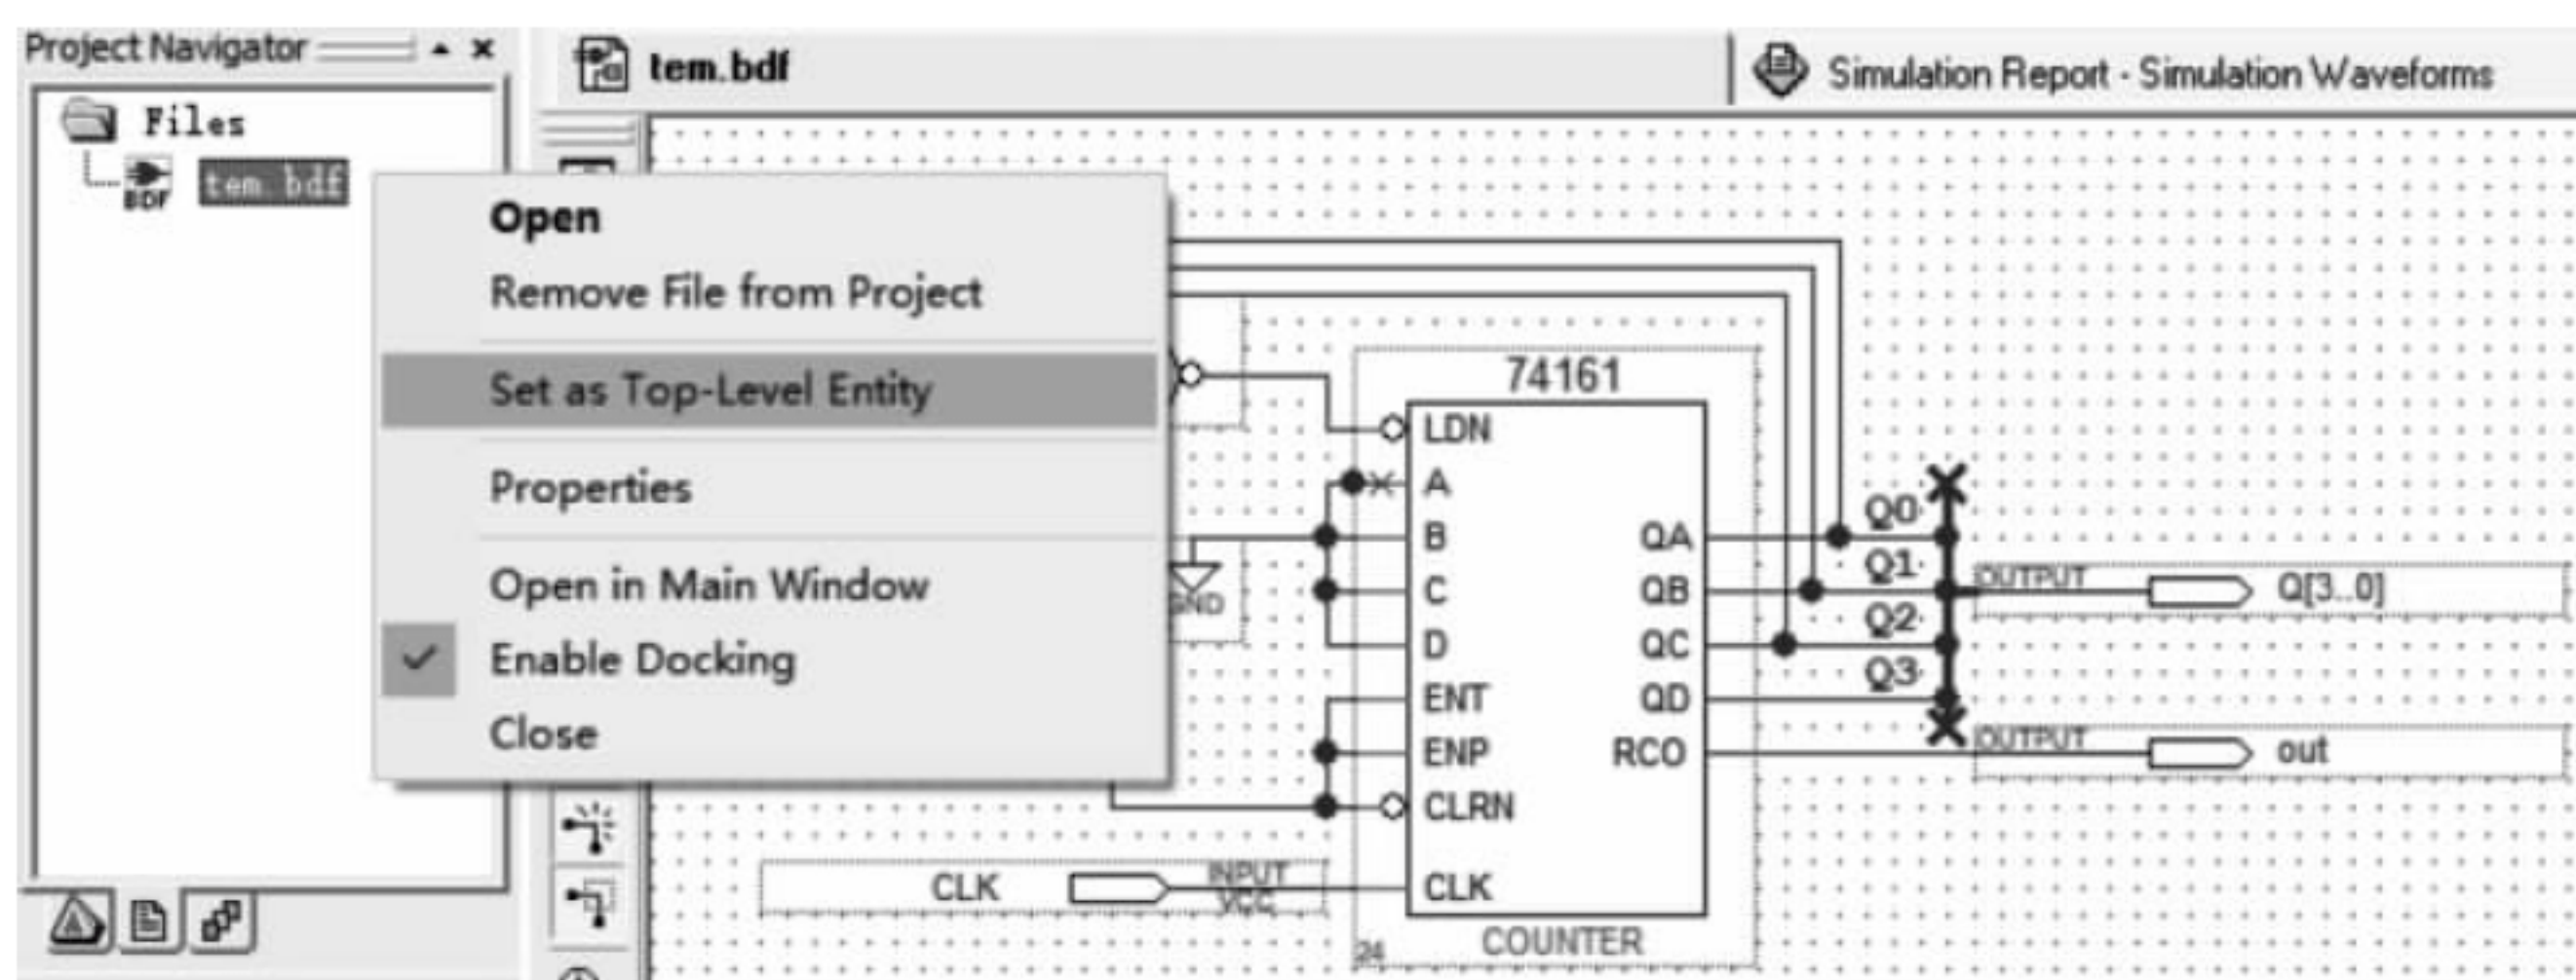 Project Navigator
Files
BDF tem.bdf
Open
Remove File from Project
Set as Top-Level Entity
Properties
Open in Main Window
Enable Docking
Close
tem.bdf
Simulation Report - Simulation Waveforms
74161
LDN
A
B
C
D
ENT
ENP
CLRN
CLK
QA
QB
QC
QD
RCO
COUNTER
24
GND
CLK
INPUT
VCC
Q0
Q1
Q2
Q3
OUTPUT
Q[3..0]
OUTPUT
out